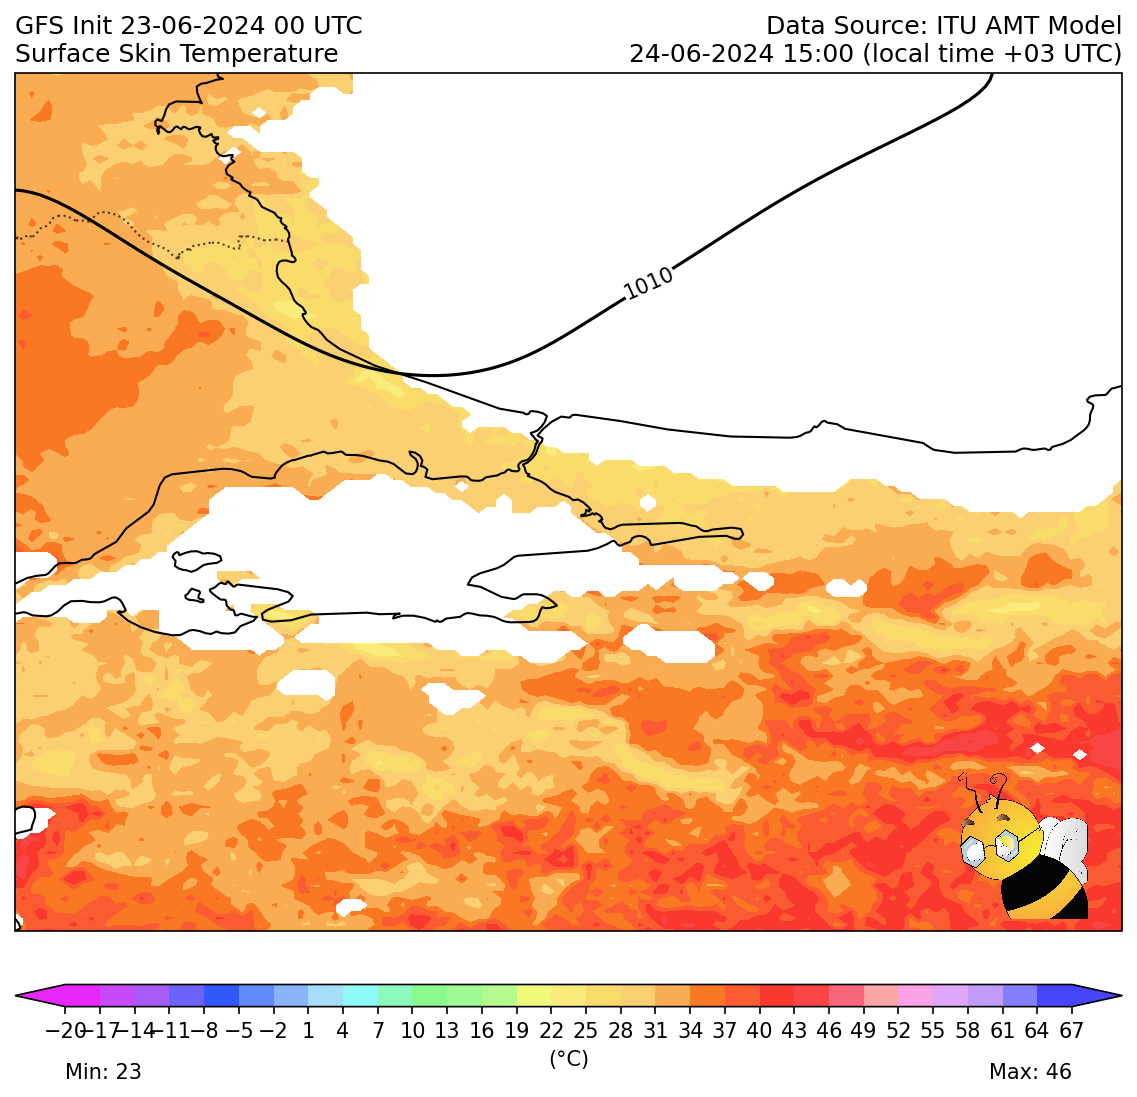 GFS Init 23-06-2024 00 UTC
Data Source: ITU AMT Model
Surface Skin Temperature
24-06-2024 15:00 (local time +03 UTC)
1010
−20 −17 −14 −11 −8 −5 −2 1 4 7 10 13 16 19 22 25 28 31 34 37 40 43 46 49 52 55 58 61 64 67
(°C)
Min: 23
Max: 46